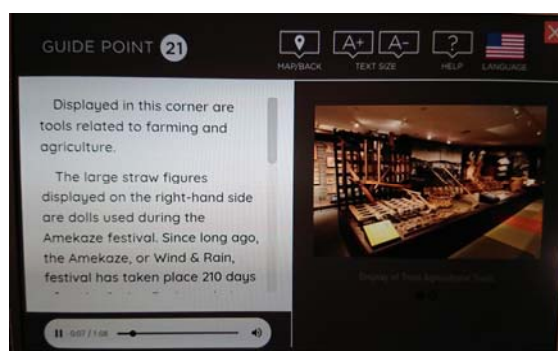 GUIDE POINT 21
A+ A- ?
MAP/BACK TEXT SIZE HELP LANGUAGE
Displayed in this corner are
tools related to farming and
agriculture.
The large straw figures
displayed on the right-hand side
are dolls used during the
Amekaze festival. Since long ago,
the Amekaze, or Wind & Rain,
festival has taken place 210 days
0:07 / 1:08